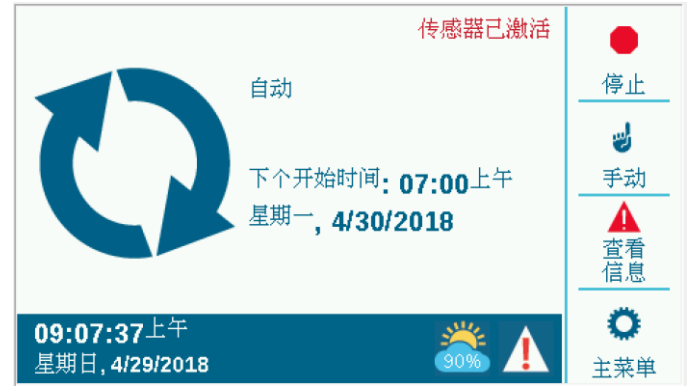 传感器已激活
自动
下个开始时间: 07:00上午
星期一, 4/30/2018
停止
手动
查看
信息
主菜单
09:07:37上午
星期日, 4/29/2018
90%